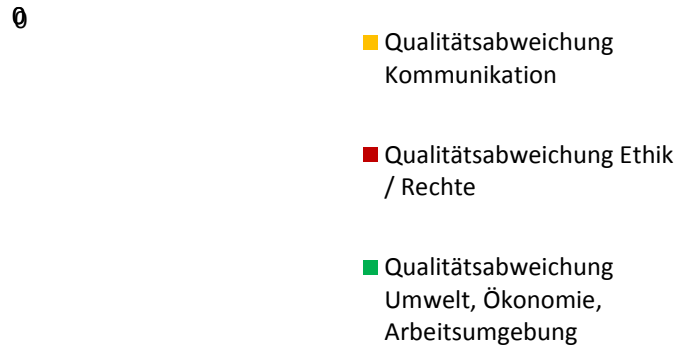 0
Qualitätsabweichung
Kommunikation
Qualitätsabweichung Ethik
/ Rechte
Qualitätsabweichung
Umwelt, Ökonomie,
Arbeitsumgebung